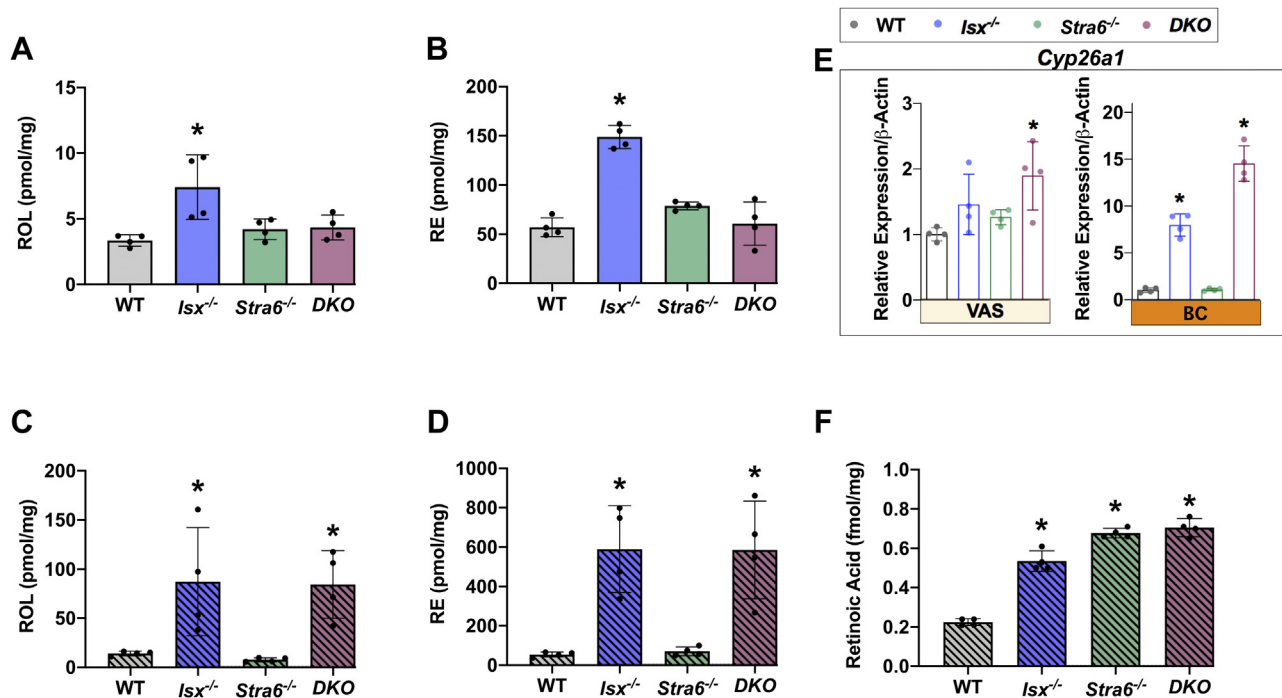 WT Isx-/- Stra6-/- DKO
A
ROL (pmol/mg)
15
10
5
0
*
WT Isx-/- Stra6-/- DKO
B
RE (pmol/mg)
200
150
100
50
0
*
WT Isx-/- Stra6-/- DKO
E
Cyp26a1
Relative Expression/β-Actin
3
2
1
0
*
VAS
Relative Expression/β-Actin
20
15
10
5
0
*
*
BC
C
ROL (pmol/mg)
200
150
100
50
0
*
*
WT Isx-/- Stra6-/- DKO
D
RE (pmol/mg)
1000
800
600
400
200
0
*
*
WT Isx-/- Stra6-/- DKO
F
Retinoic Acid (fmol/mg)
1.0
0.8
0.6
0.4
0.2
0.0
*
*
*
WT Isx-/- Stra6-/- DKO